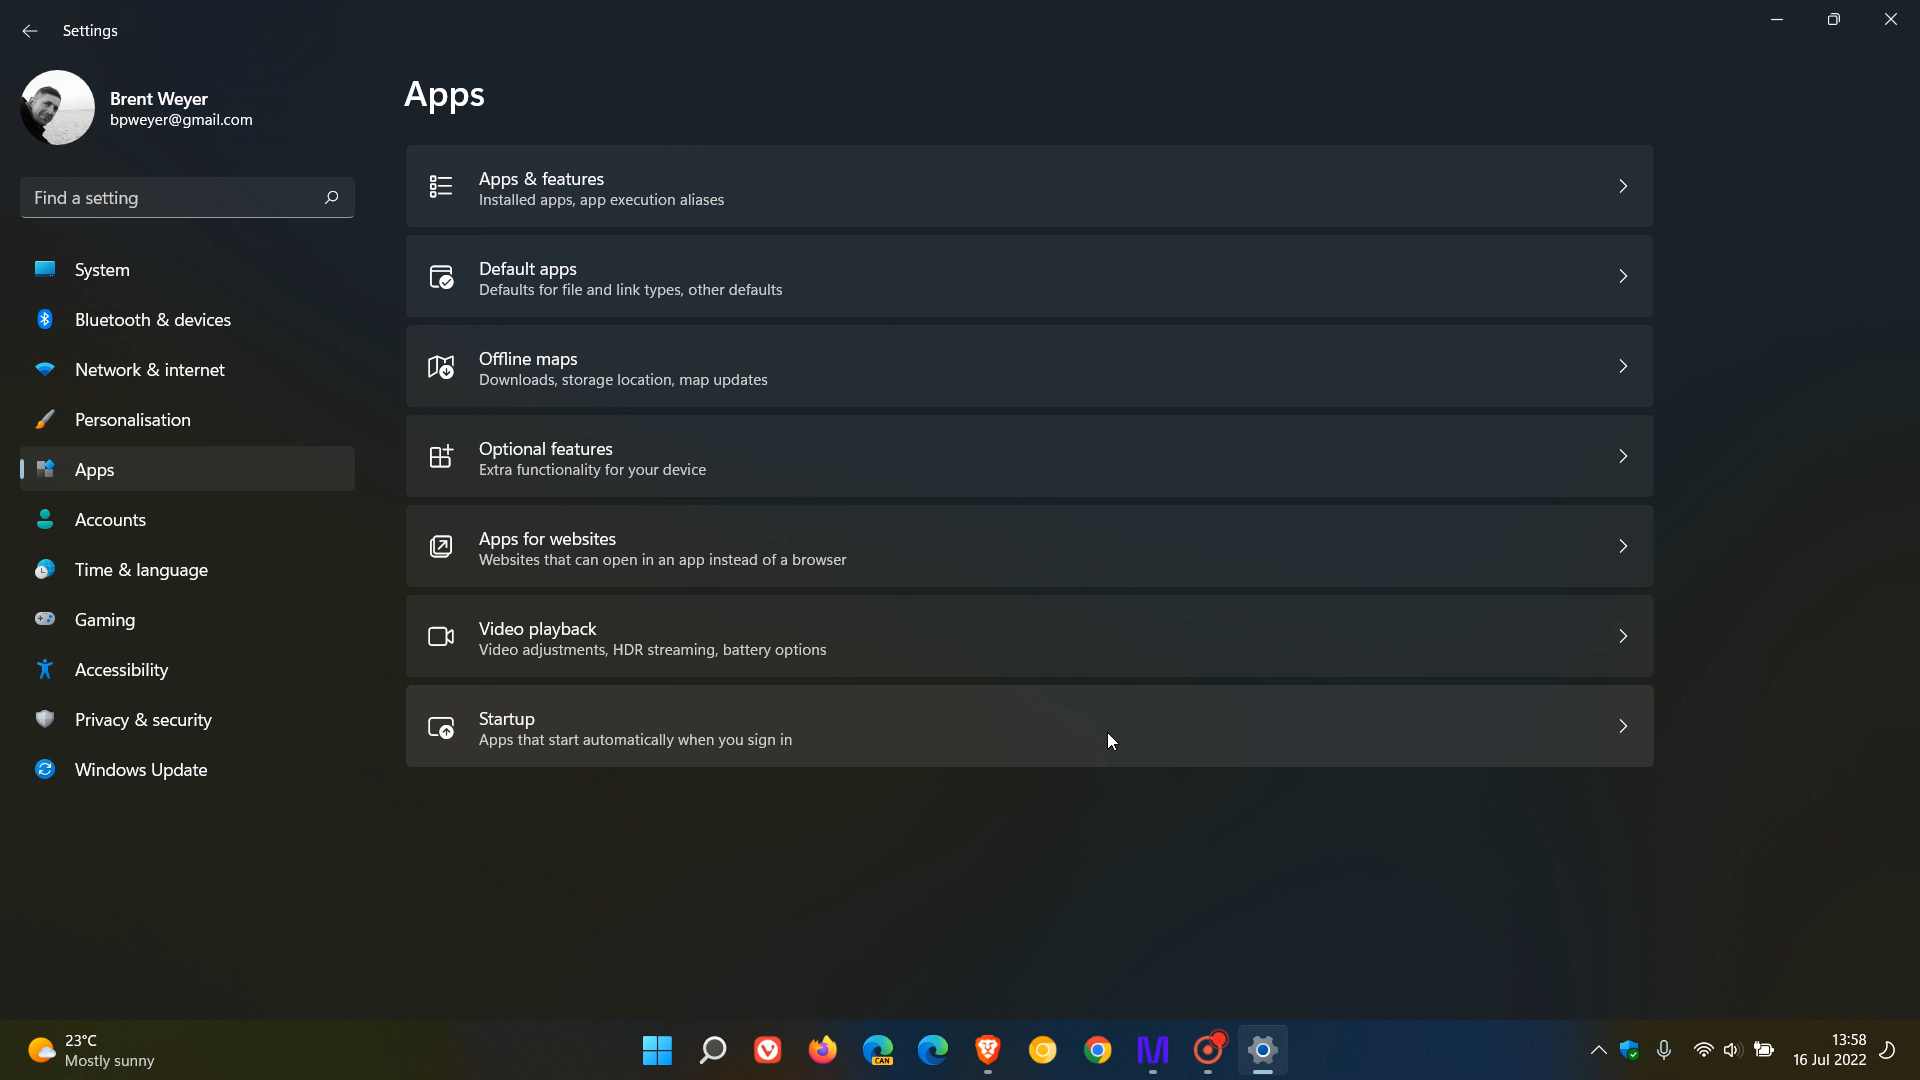 Settings
Brent Weyer
bpweyer@gmail.com
Find a setting
System
Bluetooth & devices
Network & internet
Personalisation
Apps
Accounts
Time & language
Gaming
Accessibility
Privacy & security
Windows Update
Apps
Apps & features
Installed apps, app execution aliases
Default apps
Defaults for file and link types, other defaults
Offline maps
Downloads, storage location, map updates
Optional features
Extra functionality for your device
Apps for websites
Websites that can open in an app instead of a browser
Video playback
Video adjustments, HDR streaming, battery options
Startup
Apps that start automatically when you sign in
23°C
Mostly sunny
CAN
13:58
16 Jul 2022